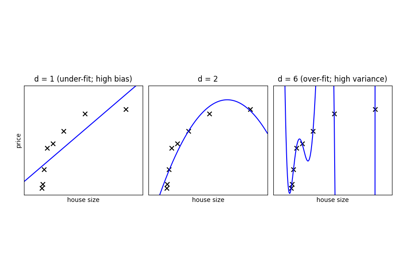 d = 1 (under-fit; high bias)
d = 2
d = 6 (over-fit; high variance)
price
house size
house size
house size